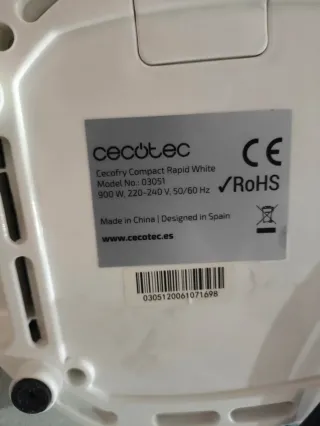 cecotec
CE
Cecofry Compact Rapid White
Model No.: 03051
900 W, 220-240 V, 50/60 Hz
✓RoHS
Made in China | Designed in Spain
www.cecotec.es
0305120061071698